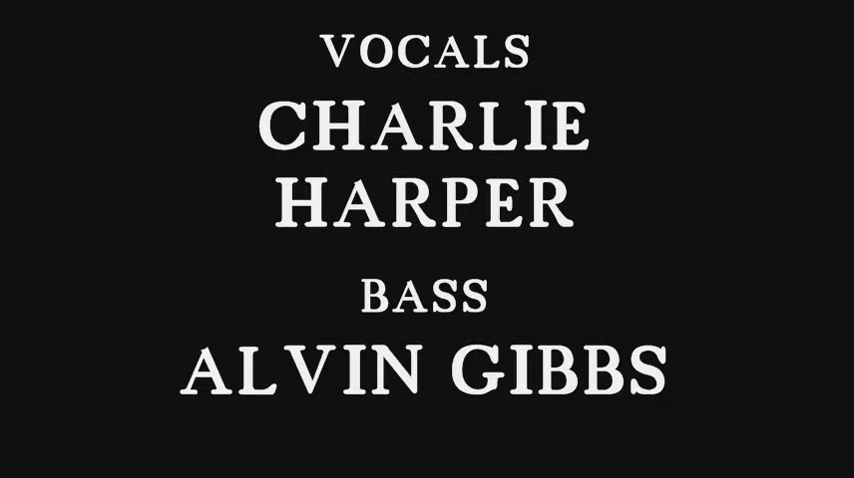 VOCALS
CHARLIE
HARPER
BASS
ALVIN GIBBS